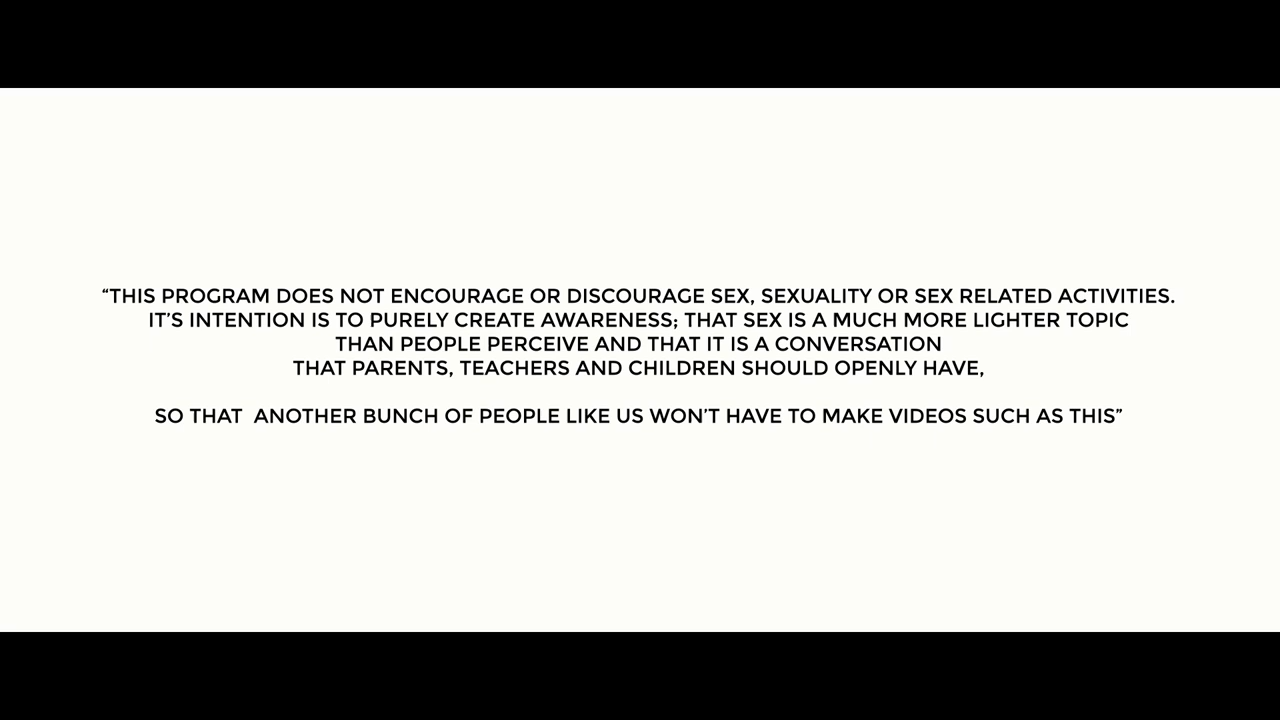 “THIS PROGRAM DOES NOT ENCOURAGE OR DISCOURAGE SEX, SEXUALITY OR SEX RELATED ACTIVITIES.
IT’S INTENTION IS TO PURELY CREATE AWARENESS; THAT SEX IS A MUCH MORE LIGHTER TOPIC
THAN PEOPLE PERCEIVE AND THAT IT IS A CONVERSATION
THAT PARENTS, TEACHERS AND CHILDREN SHOULD OPENLY HAVE,
SO THAT  ANOTHER BUNCH OF PEOPLE LIKE US WON’T HAVE TO MAKE VIDEOS SUCH AS THIS”